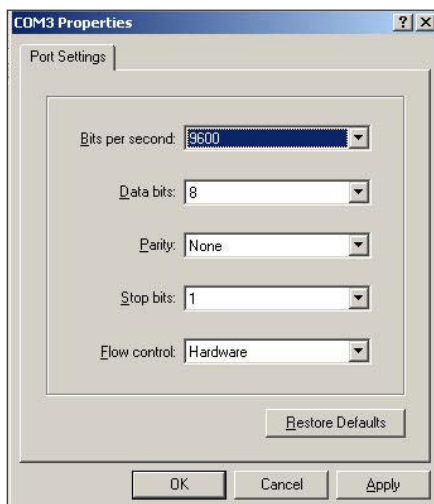 COM3 Properties
Port Settings
Bits per second: 9600
Data bits: 8
Parity: None
Stop bits: 1
Flow control: Hardware
Restore Defaults
OK Cancel Apply